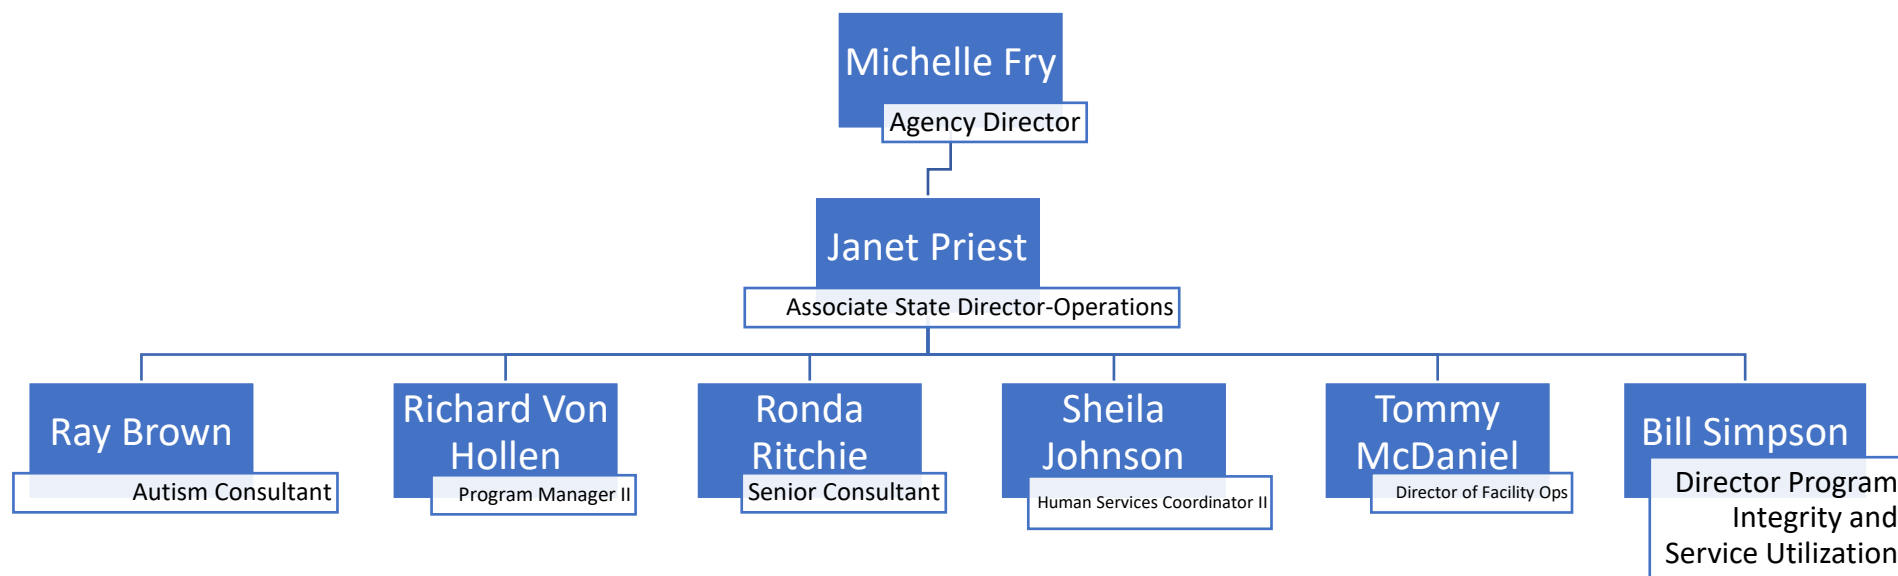 Michelle Fry
Agency Director
Janet Priest
Associate State Director-Operations
Ray Brown
Autism Consultant
Richard Von
Hollen
Program Manager II
Ronda
Ritchie
Senior Consultant
Sheila
Johnson
Human Services Coordinator II
Tommy
McDaniel
Director of Facility Ops
Bill Simpson
Director Program
Integrity and
Service Utilization